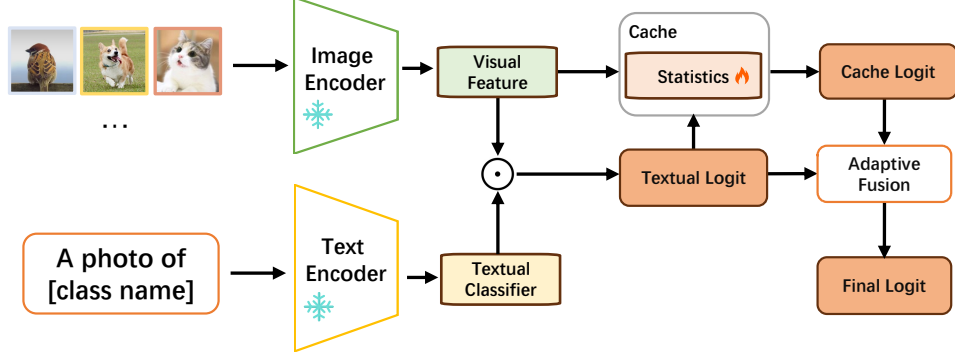 ...
Image
Encoder
Visual
Feature
Cache
Statistics
Cache Logit
Textual Logit
Adaptive
Fusion
A photo of
[class name]
Text
Encoder
Textual
Classifier
Final Logit